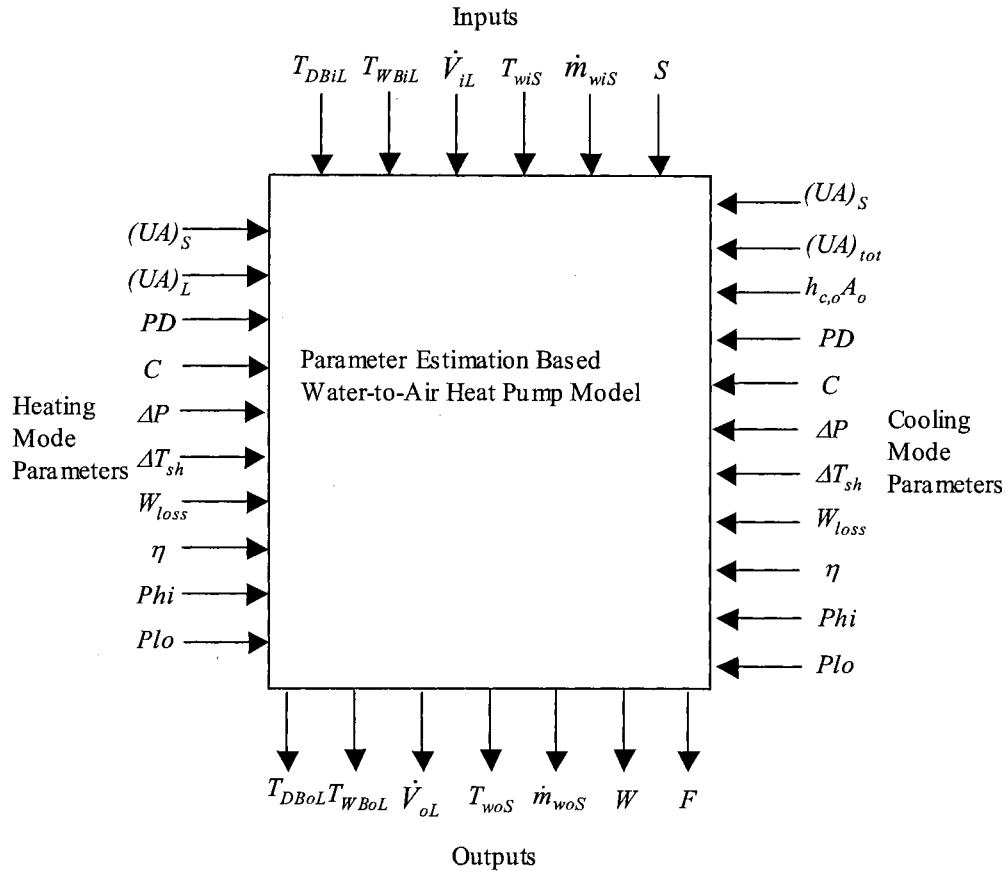 Inputs
T_DBiL T_WBiL V̇_iL T_wiS ṁ_wiS S
(UA)_S
(UA)_L
PD
C
ΔP
ΔT_sh
W_loss
η
Phi
Plo
Heating
Mode
Parameters
Parameter Estimation Based
Water-to-Air Heat Pump Model
(UA)_S
(UA)_tot
h_c,o A_o
PD
C
ΔP
ΔT_sh
W_loss
η
Phi
Plo
Cooling
Mode
Parameters
T_DBoL T_WBoL V̇_oL T_woS ṁ_woS W F
Outputs